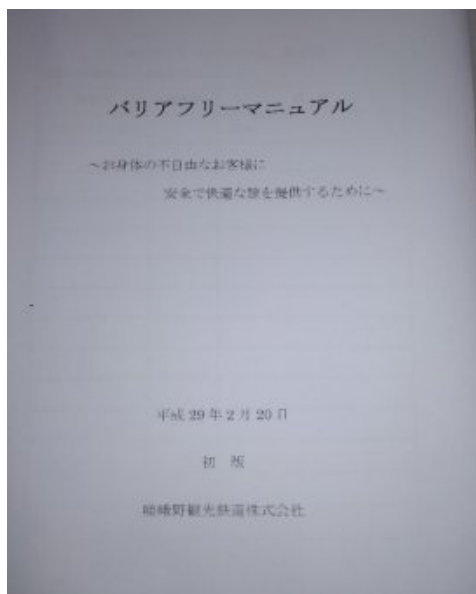 バリアフリーマニュアル
～お身体の不自由なお客様に
安全で快適な旅を提供するために～
平成29年2月20日
初 版
嵯峨野観光鉄道株式会社